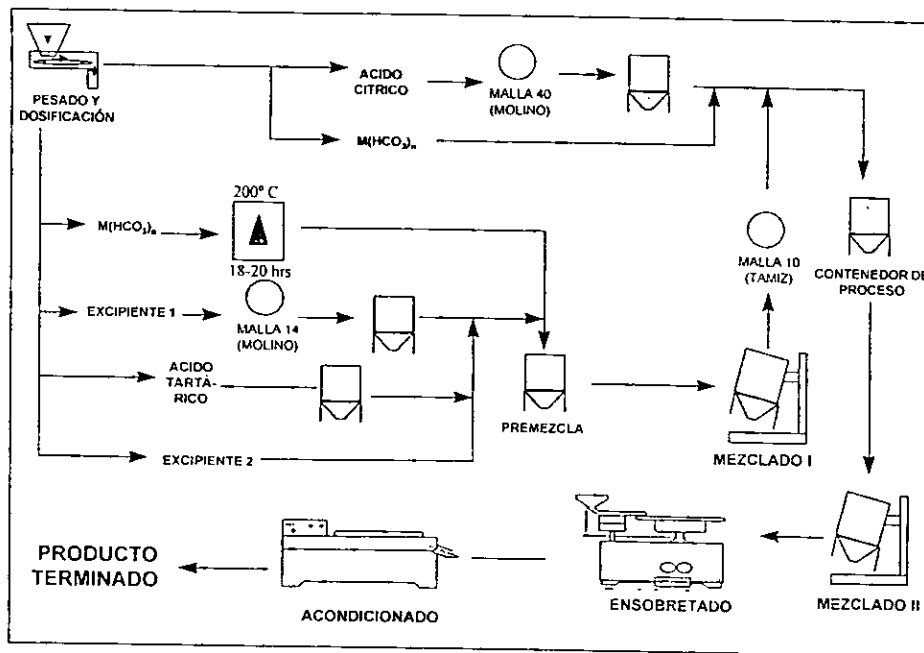 PESADO Y
DOSIFICACIÓN
ACIDO
CITRICO
MALLA 40
(MOLINO)
M(HCO₃)ₙ
200° C
M(HCO₃)ₙ
18-20 hrs
MALLA 10
(TAMIZ)
CONTENEDOR DE
PROCESO
EXCIPIENTE 1
MALLA 14
(MOLINO)
ACIDO
TARTÁ-
RICO
PREMEZCLA
EXCIPIENTE 2
MEZCLADO I
PRODUCTO
TERMINADO
ACONDICIONADO
ENSOBRETADO
MEZCLADO II